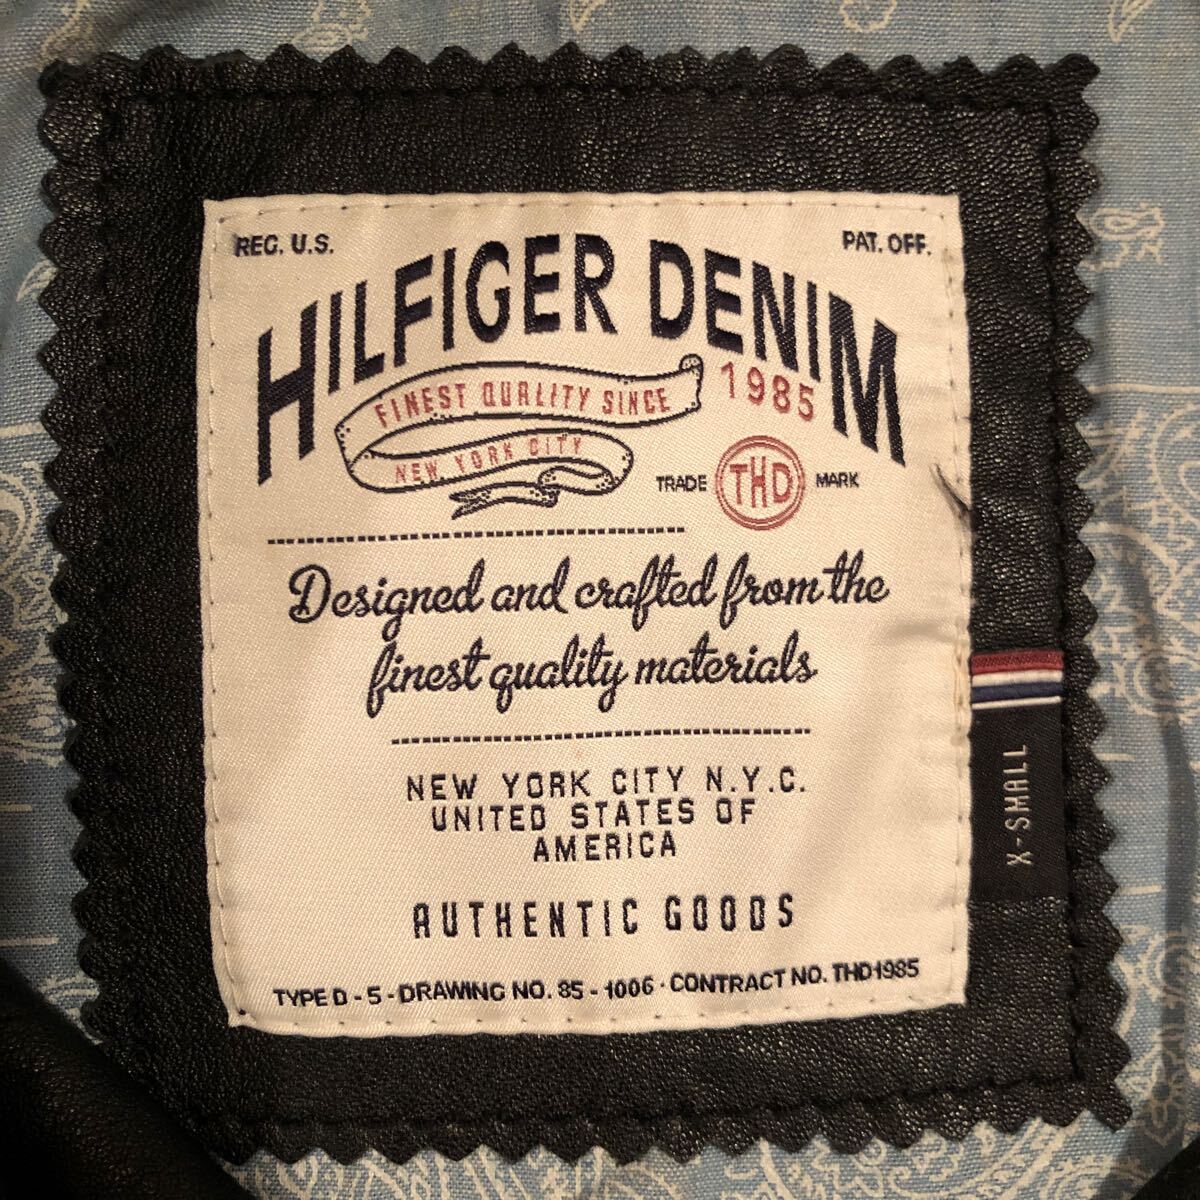 REG. U.S.
PAT. OFF.
HILFIGER DENIM
FINEST QUALITY SINCE
1985
NEW YORK CITY
TRADE THD MARK
Designed and crafted from the
finest quality materials
NEW YORK CITY N.Y.C.
UNITED STATES OF
AMERICA
AUTHENTIC GOODS
TYPE D - 5 - DRAWING NO. 85 - 1006 - CONTRACT NO. THD1985
X-SMALL